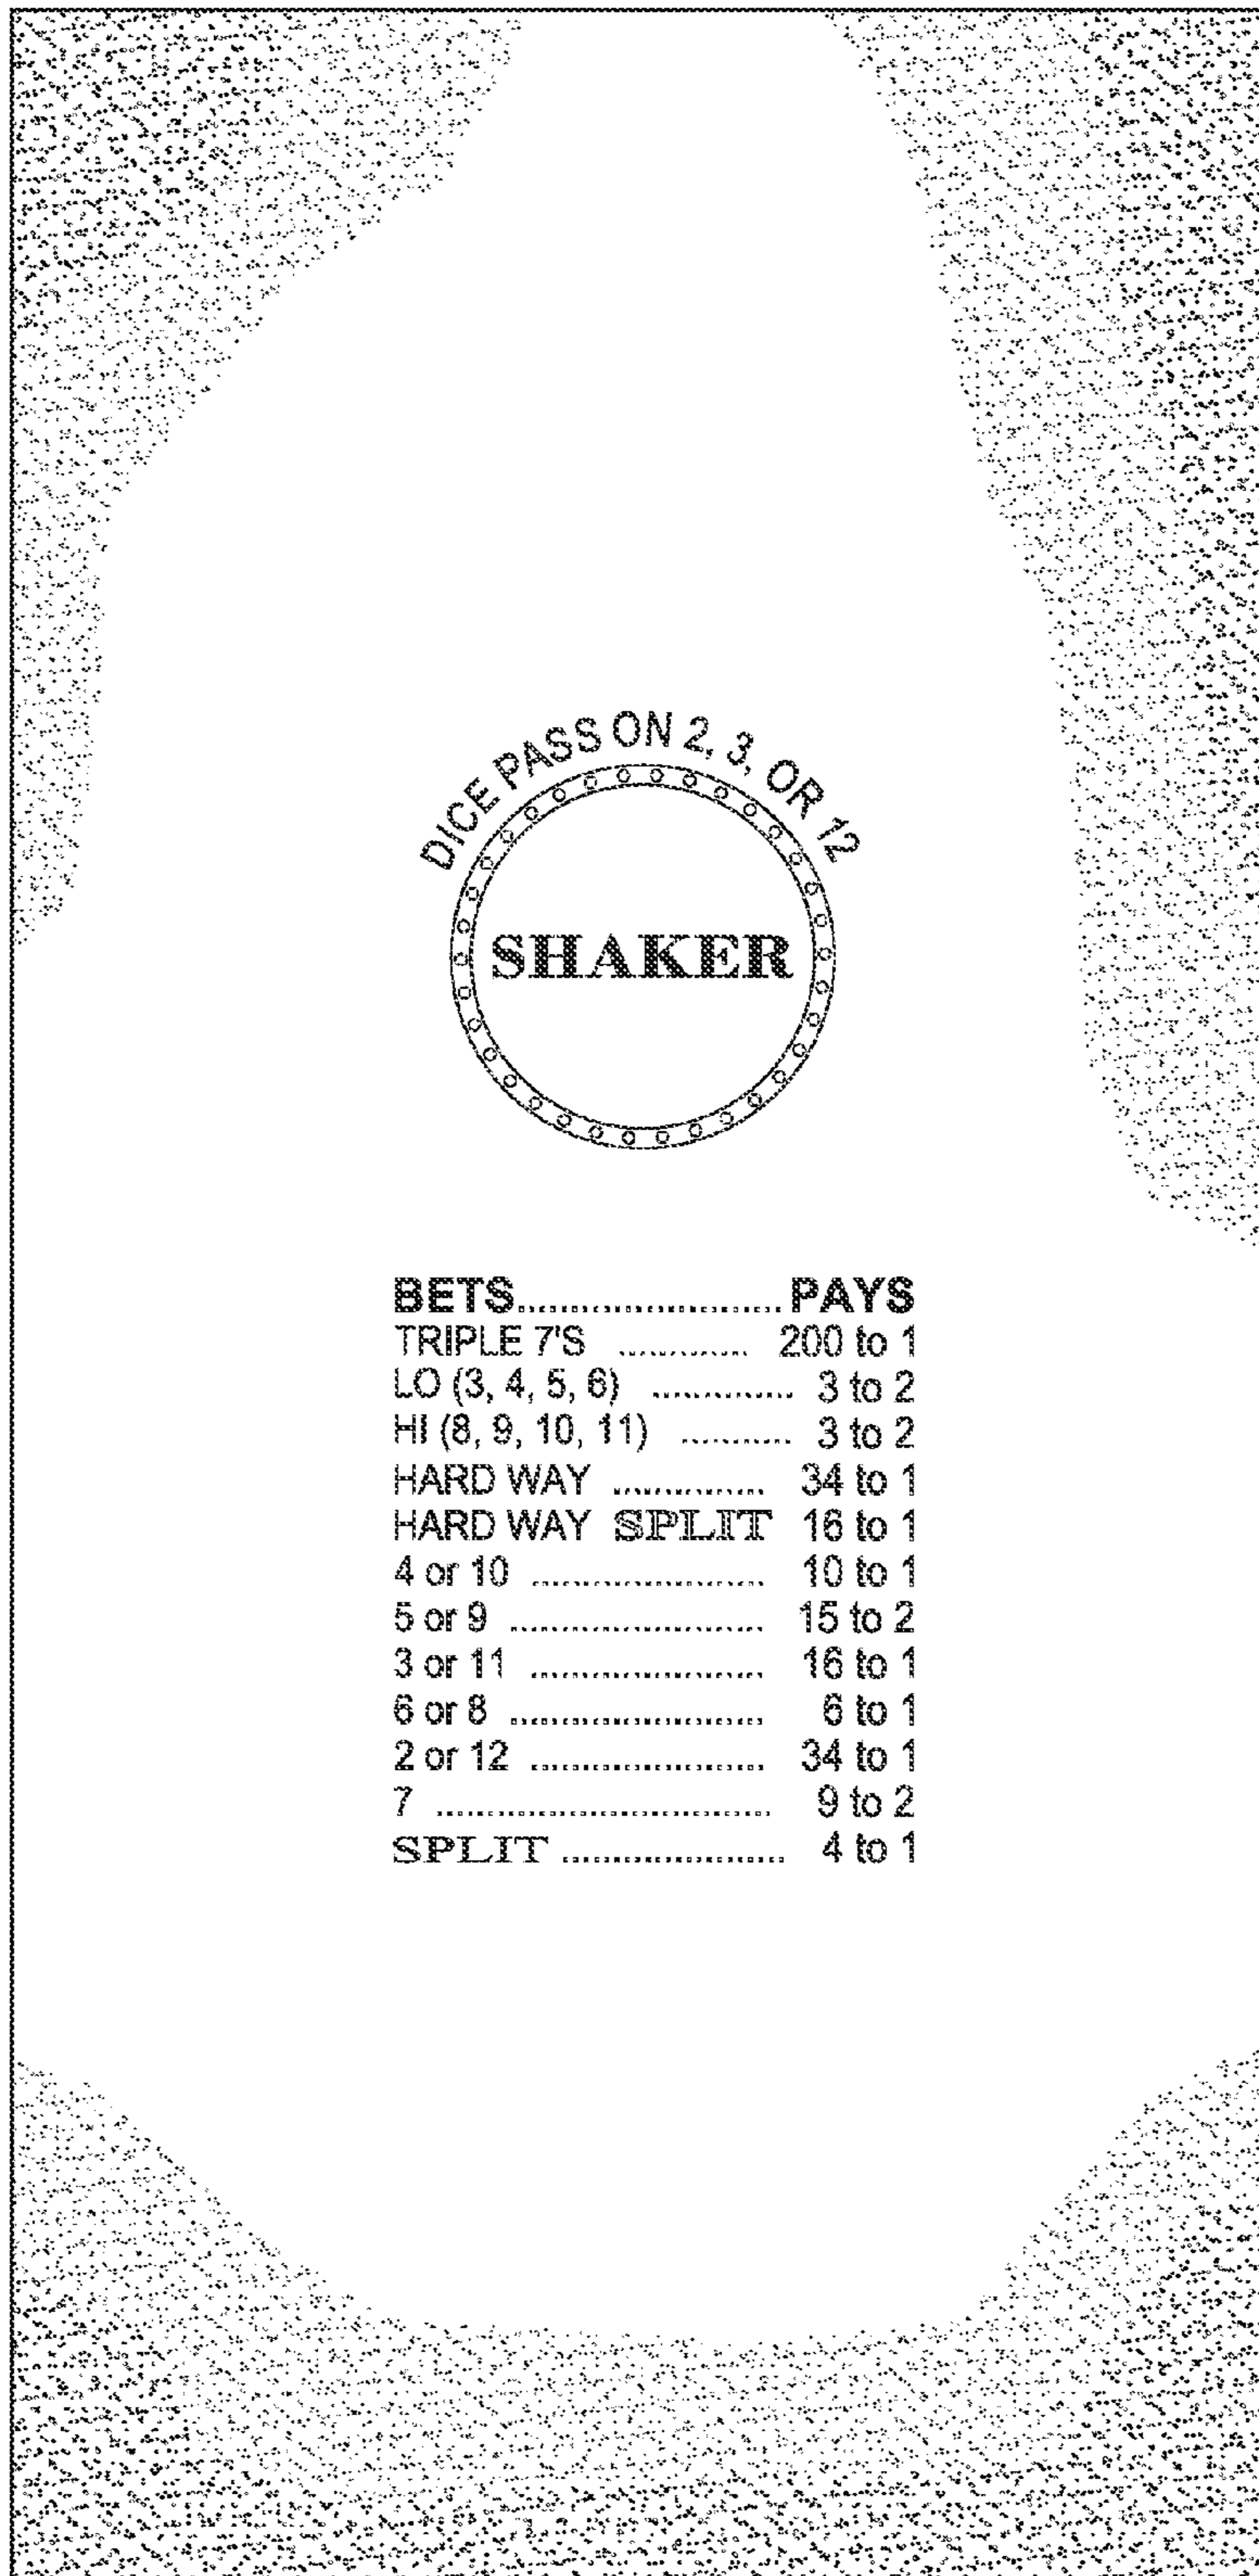 DICE PASS ON 2, 3, OR 12
SHAKER
BETS........................ PAYS
TRIPLE 7'S ............. 200 to 1
LO (3, 4, 5, 6) .............. 3 to 2
HI (8, 9, 10, 11) ........... 3 to 2
HARD WAY ............... 34 to 1
HARD WAY SPLIT 16 to 1
4 or 10 ....................... 10 to 1
5 or 9 ......................... 15 to 2
3 or 11 ....................... 16 to 1
6 or 8 ......................... 6 to 1
2 or 12 ....................... 34 to 1
7 ................................. 9 to 2
SPLIT ...................... 4 to 1